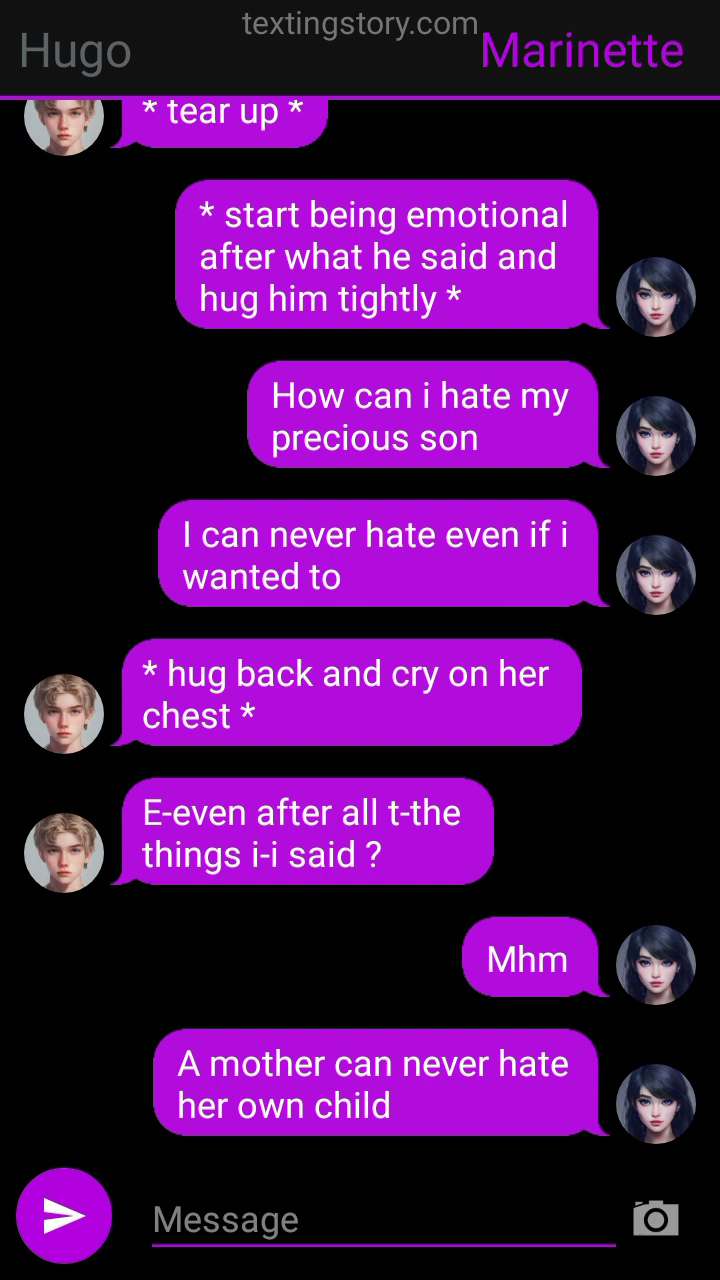 textingstory.com
Hugo
Marinette
* tear up *
* start being emotional
after what he said and
hug him tightly *
How can i hate my
precious son
I can never hate even if i
wanted to
* hug back and cry on her
chest *
E-even after all t-the
things i-i said ?
Mhm
A mother can never hate
her own child
Message